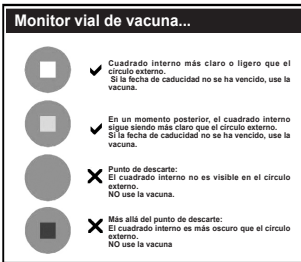 Monitor vial de vacuna...
Cuadrado interno más claro o ligero que el
círculo externo.
Si la fecha de caducidad no se ha vencido, use la
vacuna.
En un momento posterior, el cuadrado interno
sigue siendo más claro que el círculo externo.
Si la fecha de caducidad no se ha vencido, use la
vacuna.
Punto de descarte:
El cuadrado interno no es visible en el círculo
externo.
NO use la vacuna.
Más allá del punto de descarte:
El cuadrado interno es más oscuro que el círculo
externo.
NO use la vacuna